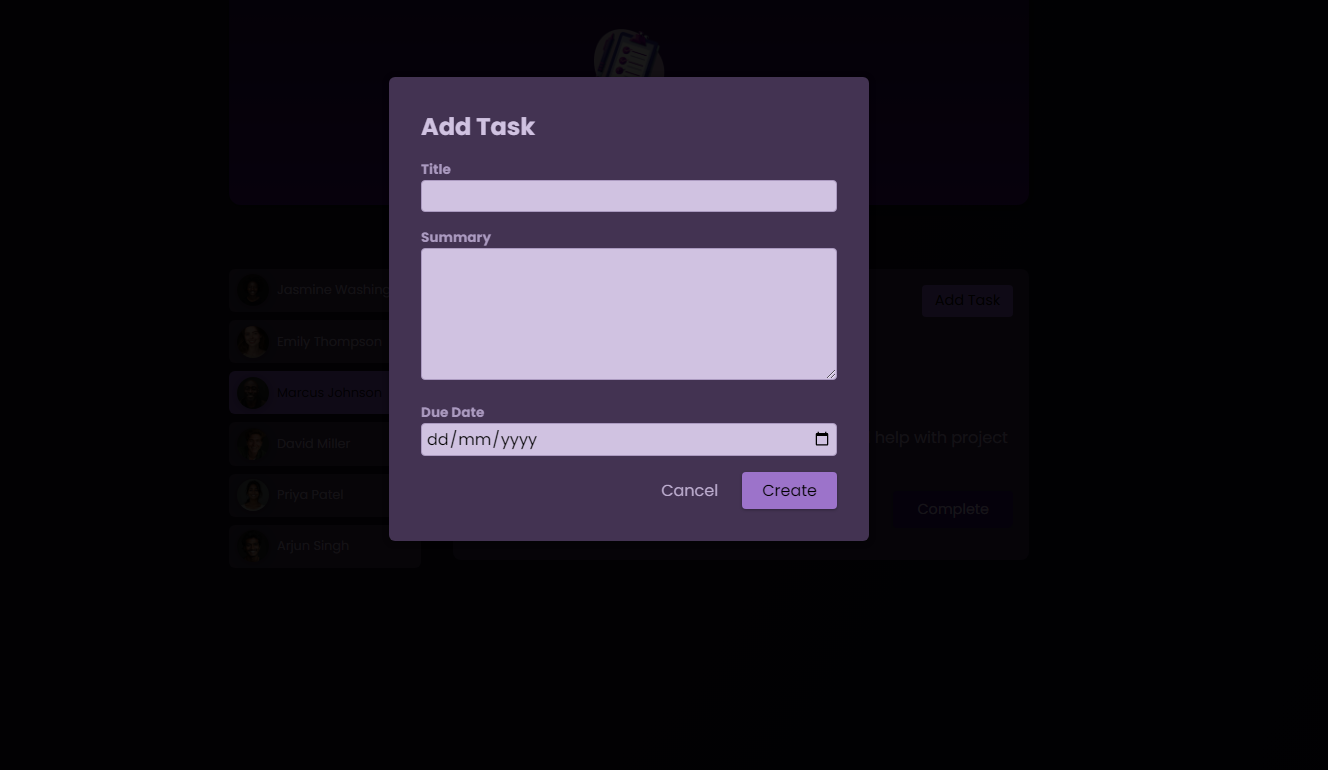 Add Task
Title
Summary
Due Date
dd/mm/yyyy
Cancel
Create
Jasmine
Emily Thompson
Marcus Johnson
David Miller
Priya Patel
Arjun Singh
Add Task
help with project
Complete